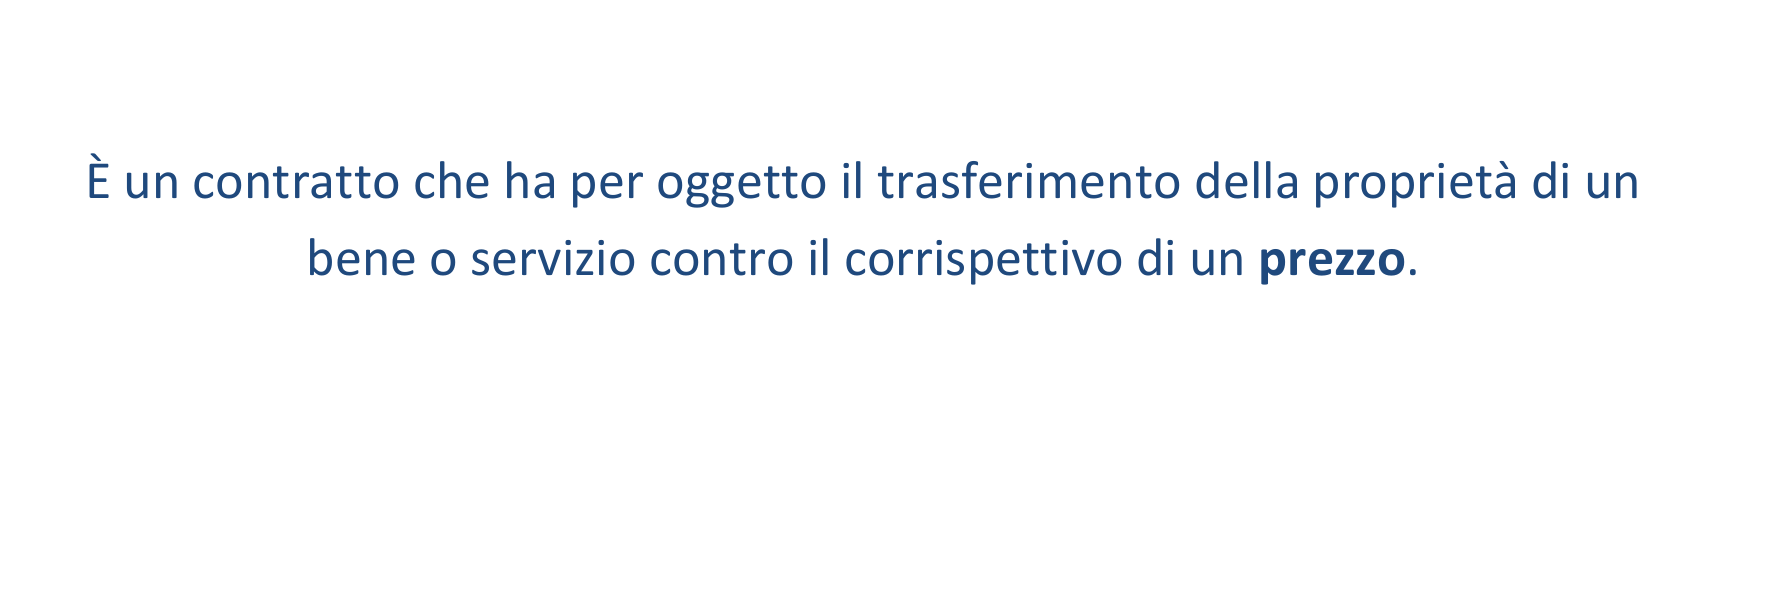 È un contratto che ha per oggetto il trasferimento della proprietà di un
bene o servizio contro il corrispettivo di un prezzo.